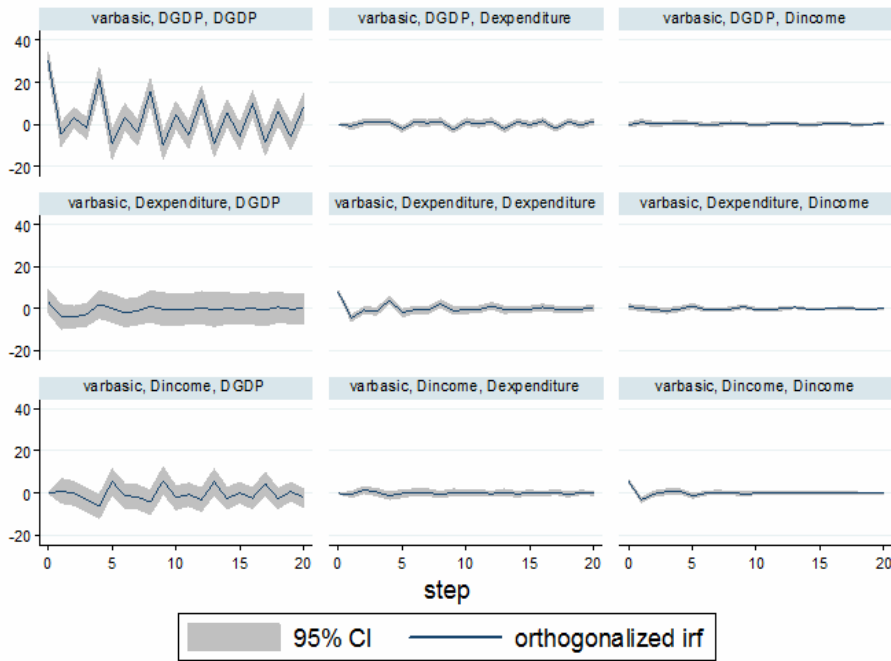 varbasic, DGDP, DGDP
varbasic, DGDP, Dexpenditure
varbasic, DGDP, Dincome
40
20
0
-20
varbasic, Dexpenditure, DGDP
varbasic, Dexpenditure, Dexpenditure
varbasic, Dexpenditure, Dincome
40
20
0
-20
varbasic, Dincome, DGDP
varbasic, Dincome, Dexpenditure
varbasic, Dincome, Dincome
40
20
0
-20
0 5 10 15 20
0 5 10 15 20
0 5 10 15 20
step
95% CI
orthogonalized irf